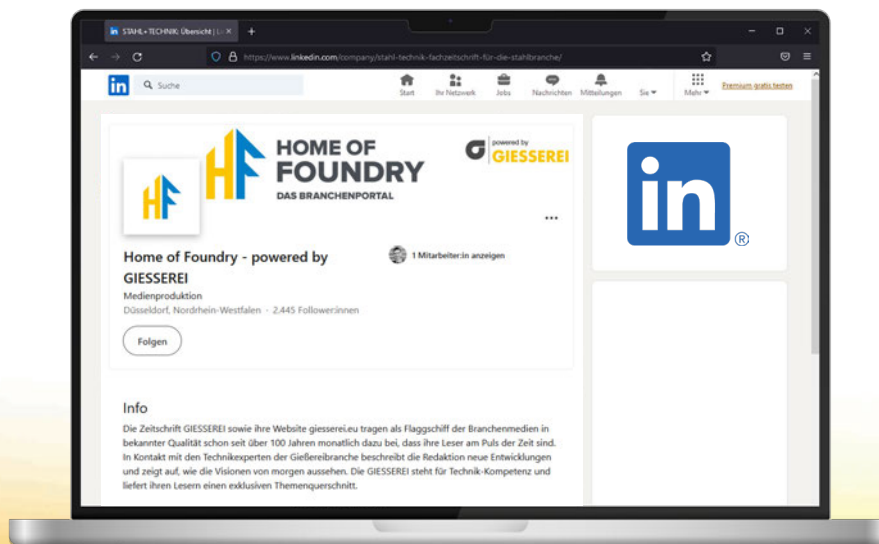 STAHL+TECHNIK: Übersicht | Li
https://www.linkedin.com/company/stahl-technik-fachzeitschrift-für-die-stahlbranche/
in
Suche
Start
Ihr Netzwerk
Jobs
Nachrichten
Mitteilungen
Sie
Mehr
Premium gratis testen
HF
HF
HOME OF
FOUNDRY
DAS BRANCHENPORTAL
G
powered by
GIESSEREI
in
®
Home of Foundry - powered by
GIESSEREI
1 Mitarbeiter:in anzeigen
Medienproduktion
Düsseldorf, Nordrhein-Westfalen · 2.445 Follower:innen
Folgen
Info
Die Zeitschrift GIESSEREI sowie ihre Website giesserei.eu tragen als Flaggschiff der Branchenmedien in
bekannter Qualität schon seit über 100 Jahren monatlich dazu bei, dass ihre Leser am Puls der Zeit sind.
In Kontakt mit den Technikexperten der Gießereibranche beschreibt die Redaktion neue Entwicklungen
und zeigt auf, wie die Visionen von morgen aussehen. Die GIESSEREI steht für Technik-Kompetenz und
liefert ihren Lesern einen exklusiven Themenquerschnitt.